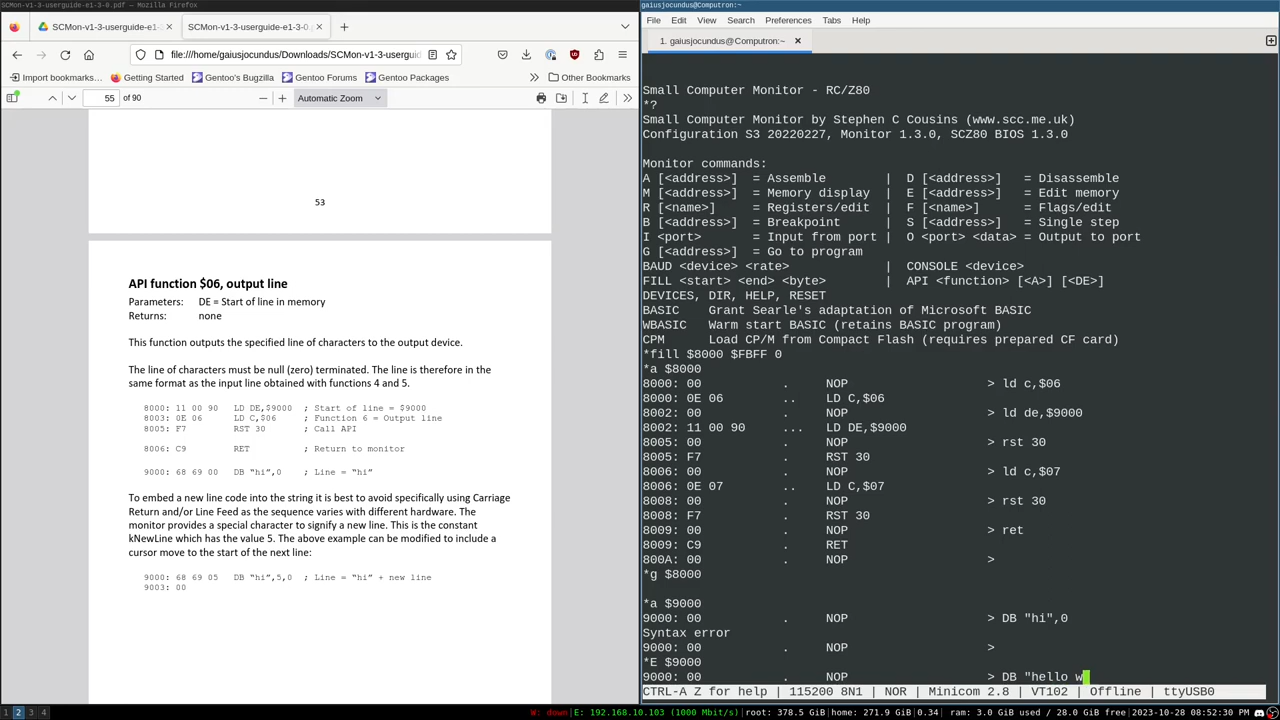 SCMon-v1-3-userguide-e1-3-0.pdf — Mozilla Firefox
SCMon-v1-3-userguide-e1-3-
SCMon-v1-3-userguide-e1-3-0.
file:///home/gaiusjocundus/Downloads/SCMon-v1-3-usergui
Import bookmarks… Getting Started Gentoo's Bugzilla Gentoo Forums Gentoo Packages Other Bookmarks
55 of 90 Automatic Zoom
53
API function $06, output line
Parameters: DE = Start of line in memory
Returns: none
This function outputs the specified line of characters to the output device.
The line of characters must be null (zero) terminated. The line is therefore in the
same format as the input line obtained with functions 4 and 5.
8000: 11 00 90 LD DE,$9000 ; Start of line = $9000
8003: 0E 06 LD C,$06 ; Function 6 = Output line
8005: F7 RST 30 ; Call API
8006: C9 RET ; Return to monitor
9000: 68 69 00 DB "hi",0 ; Line = "hi"
To embed a new line code into the string it is best to avoid specifically using Carriage
Return and/or Line Feed as the sequence varies with different hardware. The
monitor provides a special character to signify a new line. This is the constant
kNewLine which has the value 5. The above example can be modified to include a
cursor move to the start of the next line:
9000: 68 69 05 DB "hi",5,0 ; Line = "hi" + new line
9003: 00
gaiusjocundus@Computron:~
File Edit View Search Preferences Tabs Help
1. gaiusjocundus@Computron:~
Small Computer Monitor - RC/Z80
*?
Small Computer Monitor by Stephen C Cousins (www.scc.me.uk)
Configuration S3 20220227, Monitor 1.3.0, SCZ80 BIOS 1.3.0
Monitor commands:
A [<address>] = Assemble | D [<address>] = Disassemble
M [<address>] = Memory display | E [<address>] = Edit memory
R [<name>] = Registers/edit | F [<name>] = Flags/edit
B [<address>] = Breakpoint | S [<address>] = Single step
I <port> = Input from port | O <port> <data> = Output to port
G [<address>] = Go to program
BAUD <device> <rate> | CONSOLE <device>
FILL <start> <end> <byte> | API <function> [<A>] [<DE>]
DEVICES, DIR, HELP, RESET
BASIC Grant Searle's adaptation of Microsoft BASIC
WBASIC Warm start BASIC (retains BASIC program)
CPM Load CP/M from Compact Flash (requires prepared CF card)
*fill $8000 $FBFF 0
*a $8000
8000: 00 . NOP > ld c,$06
8000: 0E 06 .. LD C,$06
8002: 00 . NOP > ld de,$9000
8002: 11 00 90 ... LD DE,$9000
8005: 00 . NOP > rst 30
8005: F7 . RST 30
8006: 00 . NOP > ld c,$07
8006: 0E 07 .. LD C,$07
8008: 00 . NOP > rst 30
8008: F7 . RST 30
8009: 00 . NOP > ret
8009: C9 . RET
800A: 00 . NOP >
*g $8000
*a $9000
9000: 00 . NOP > DB "hi",0
Syntax error
9000: 00 . NOP >
*E $9000
9000: 00 . NOP > DB "hello w
CTRL-A Z for help | 115200 8N1 | NOR | Minicom 2.8 | VT102 | Offline | ttyUSB0
1 2 3 4 W: down|E: 192.168.10.103 (1000 Mbit/s)|root: 378.5 GiB|home: 271.9 GiB|0.34 |ram: 3.0 GiB used / 28.0 GiB free|2023-10-28 08:52:30 PM